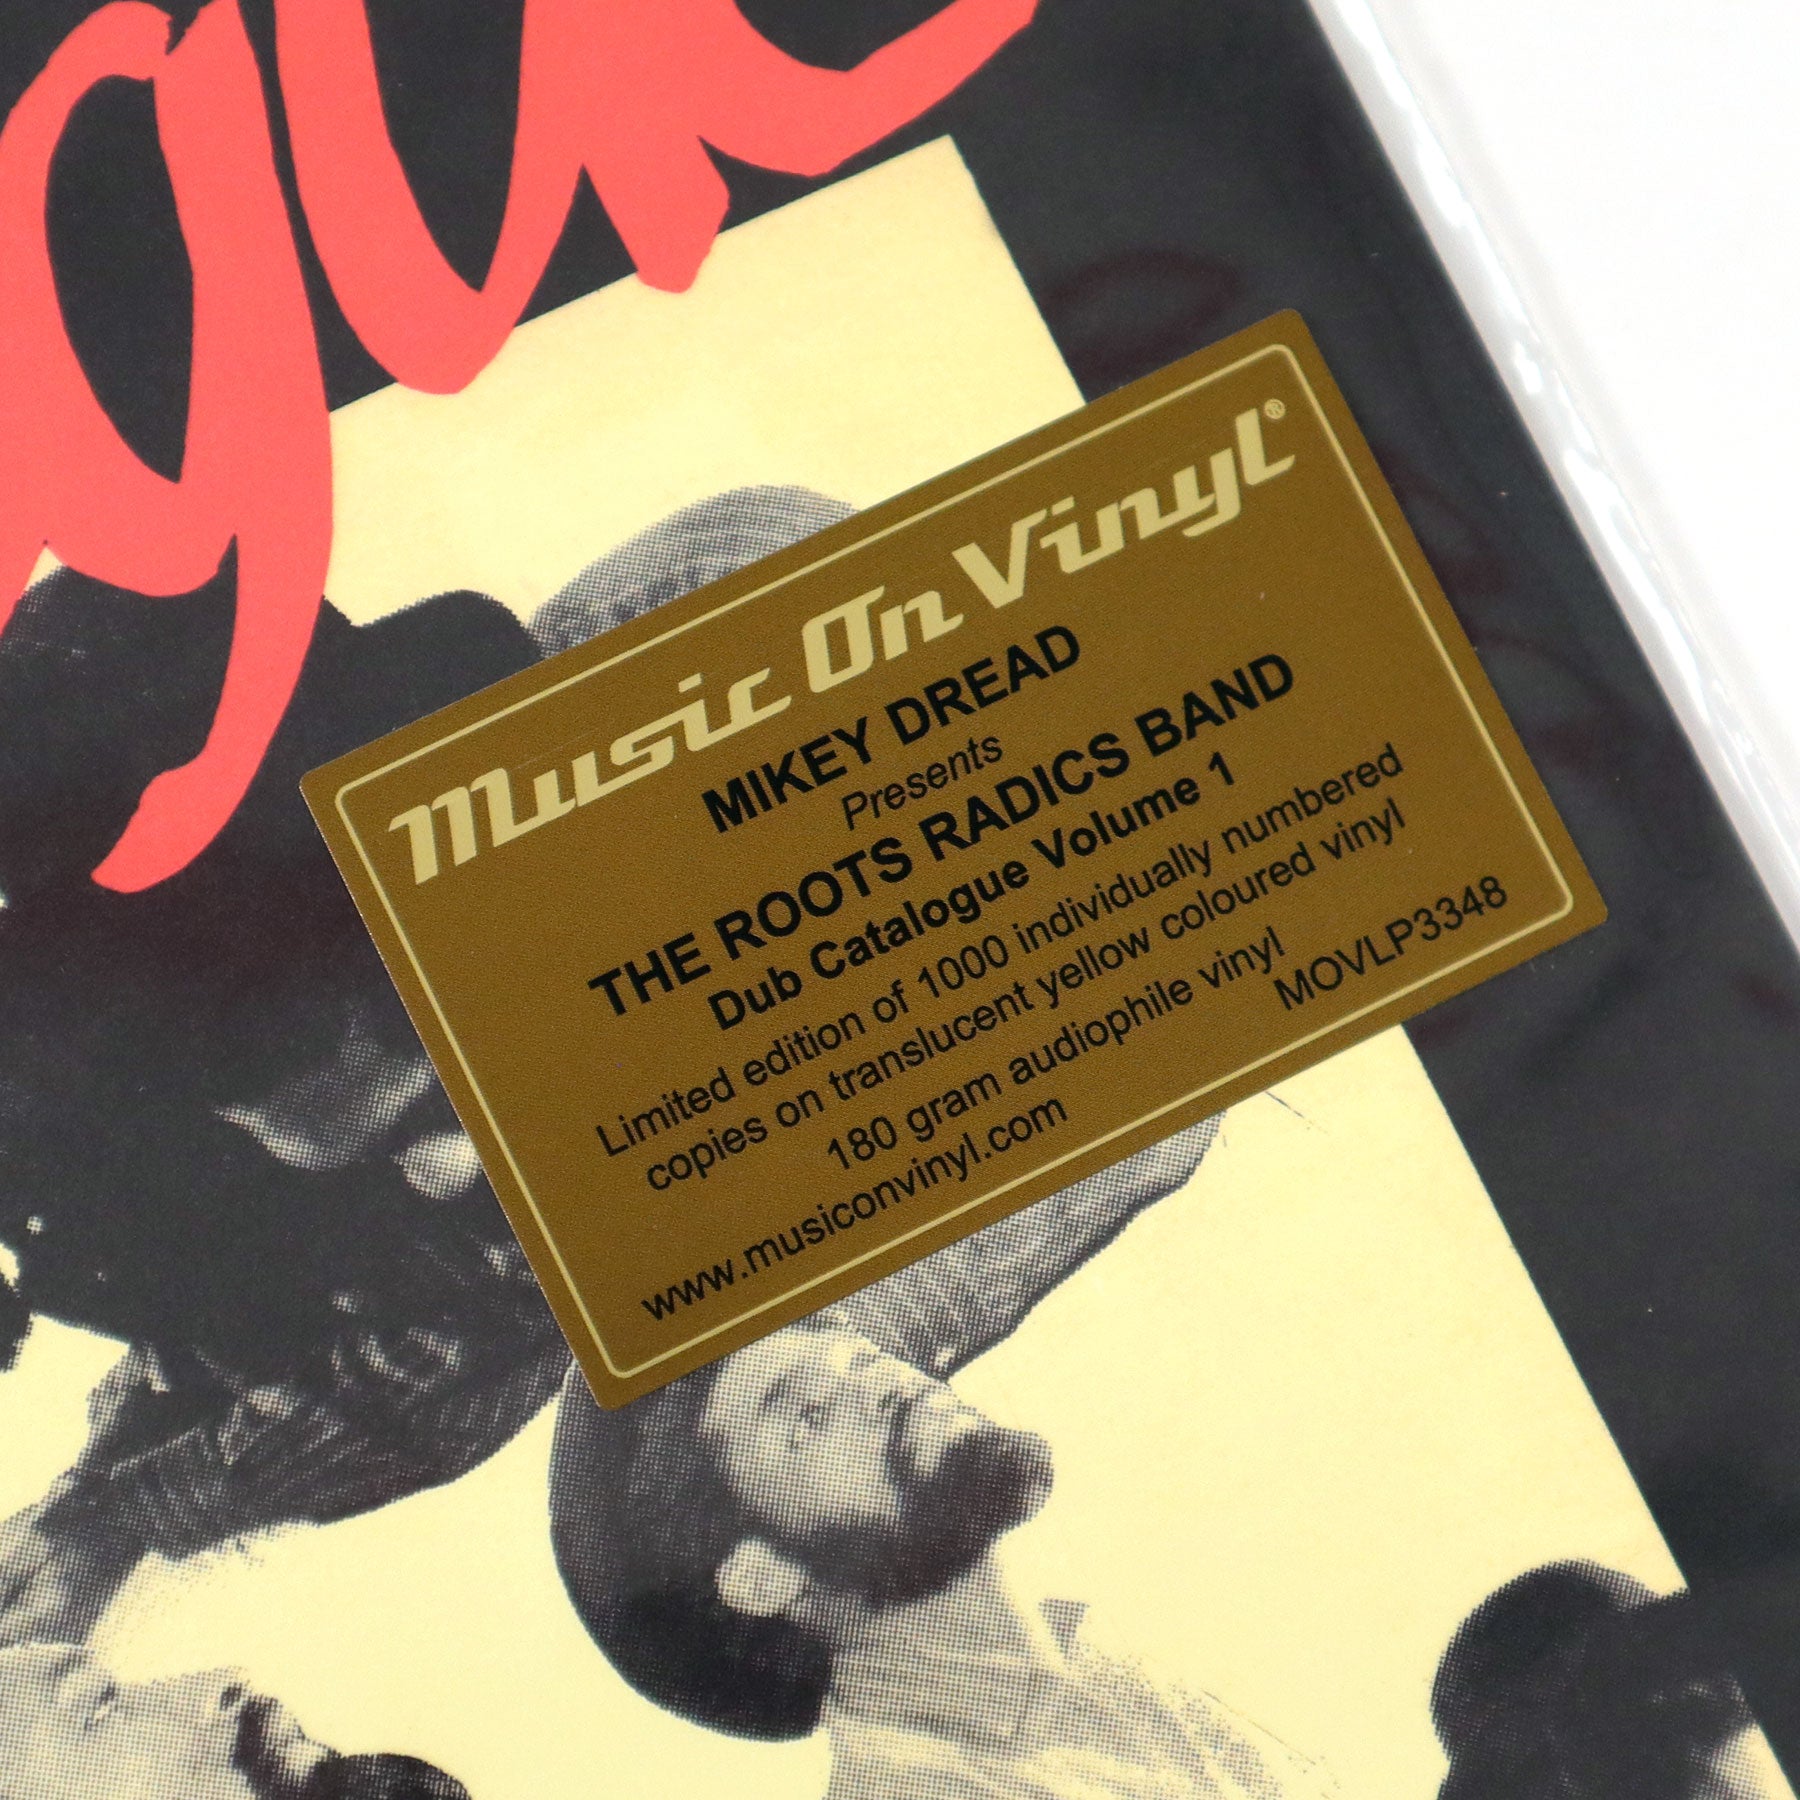 gue
Music On Vinyl®
MIKEY DREAD
Presents
THE ROOTS RADICS BAND
Dub Catalogue Volume 1
Limited edition of 1000 individually numbered
copies on translucent yellow coloured vinyl
180 gram audiophile vinyl
MOVLP3348
www.musiconvinyl.com